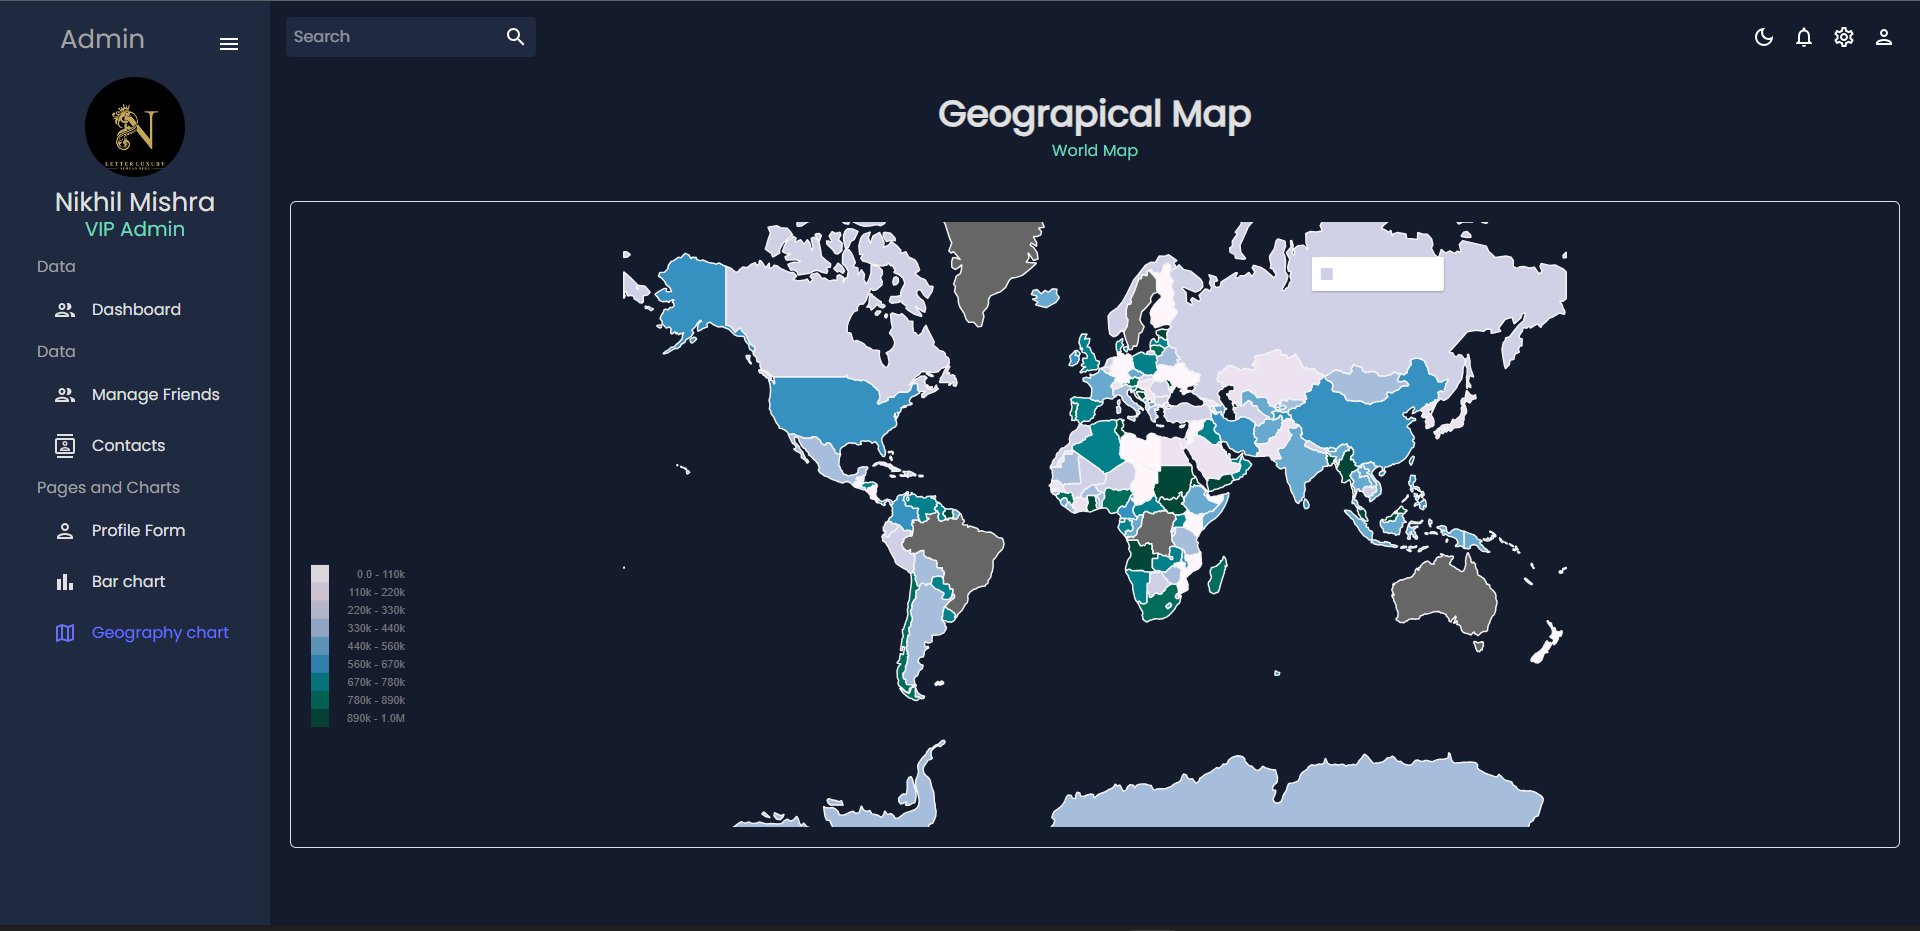 Admin
Search
LETTER LUXURY
Nikhil Mishra
VIP Admin
Data
Dashboard
Data
Manage Friends
Contacts
Pages and Charts
Profile Form
Bar chart
Geography chart
Geograpical Map
World Map
0.0 - 110k
110k - 220k
220k - 330k
330k - 440k
440k - 560k
560k - 670k
670k - 780k
780k - 890k
890k - 1.0M